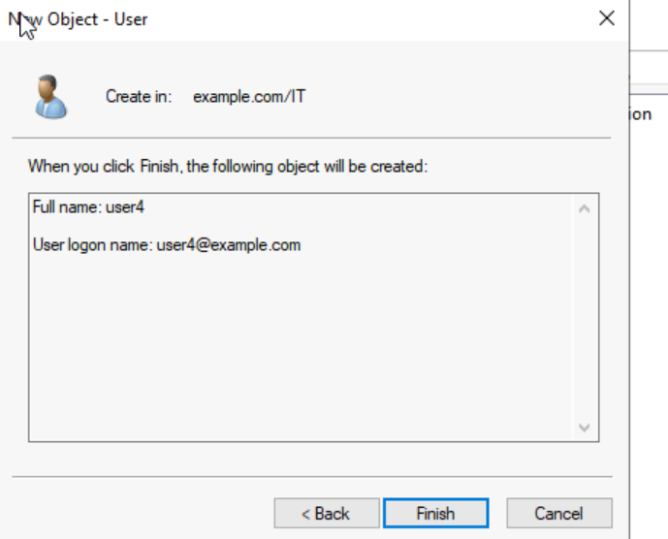 New Object - User
Create in: example.com/IT
ion
When you click Finish, the following object will be created:
Full name: user4
User logon name: user4@example.com
< Back
Finish
Cancel